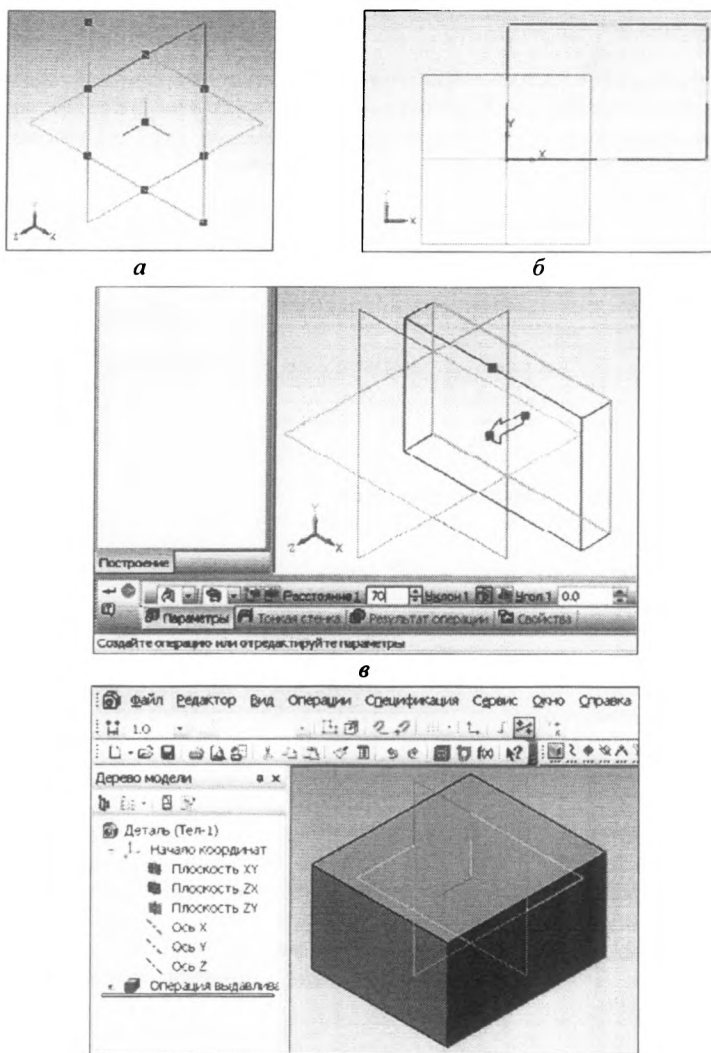 Y
Z X
а
Y
X
X
б
Y
Z X
Построение
Расстояние 1 70 Уклон 1 Угол 1 0.0
Параметры Тонкая стенка Результат операции Свойства
Создайте операцию или отредактируйте параметры
в
Файл Редактор Вид Операции Спецификация Сервис Окно Справка
1.0
f(x)
Дерево модели
Деталь (Тел-1)
Начало координат
Плоскость XY
Плоскость ZX
Плоскость ZY
Ось X
Ось Y
Ось Z
Операция выдавлива